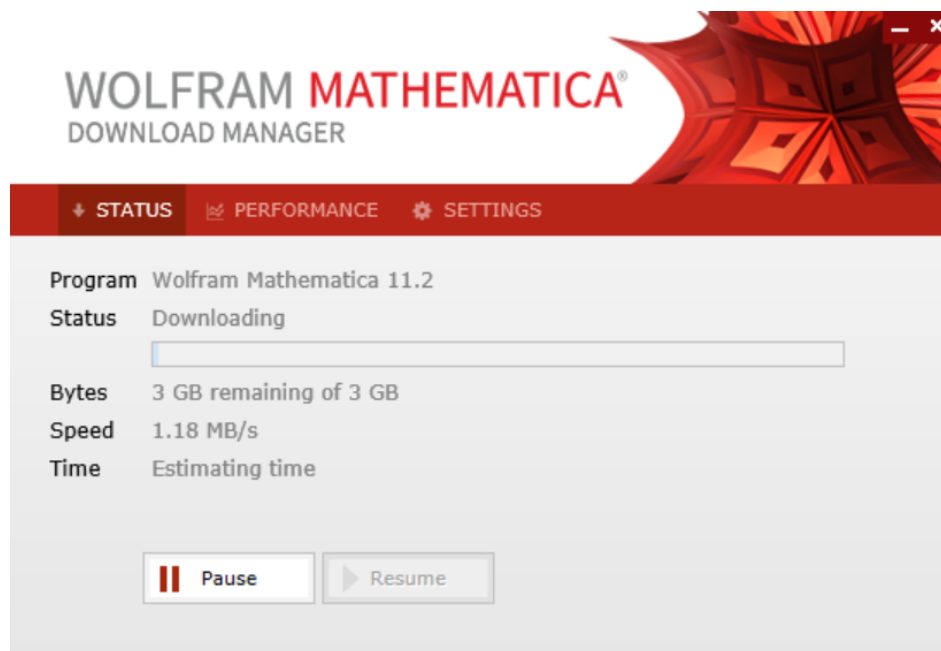 WOLFRAM MATHEMATICA®
DOWNLOAD MANAGER
STATUS PERFORMANCE SETTINGS
Program Wolfram Mathematica 11.2
Status Downloading
Bytes 3 GB remaining of 3 GB
Speed 1.18 MB/s
Time Estimating time
Pause Resume